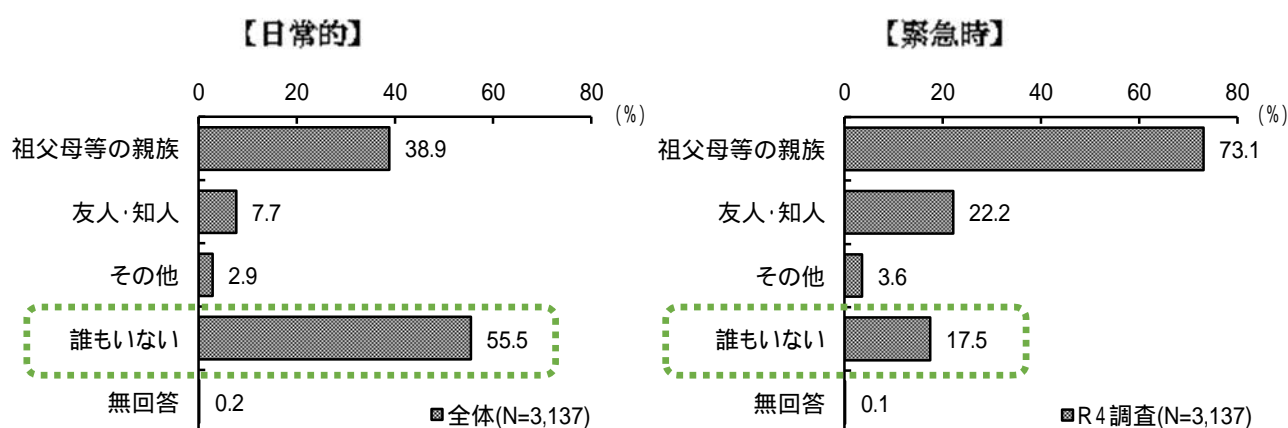 【日常的】
0 20 40 60 80
(%)
祖父母等の親族 38.9
友人・知人 7.7
その他 2.9
誰もいない 55.5
無回答 0.2
全体(N=3,137)
【緊急時】
0 20 40 60 80
(%)
祖父母等の親族 73.1
友人・知人 22.2
その他 3.6
誰もいない 17.5
無回答 0.1
R4調査(N=3,137)